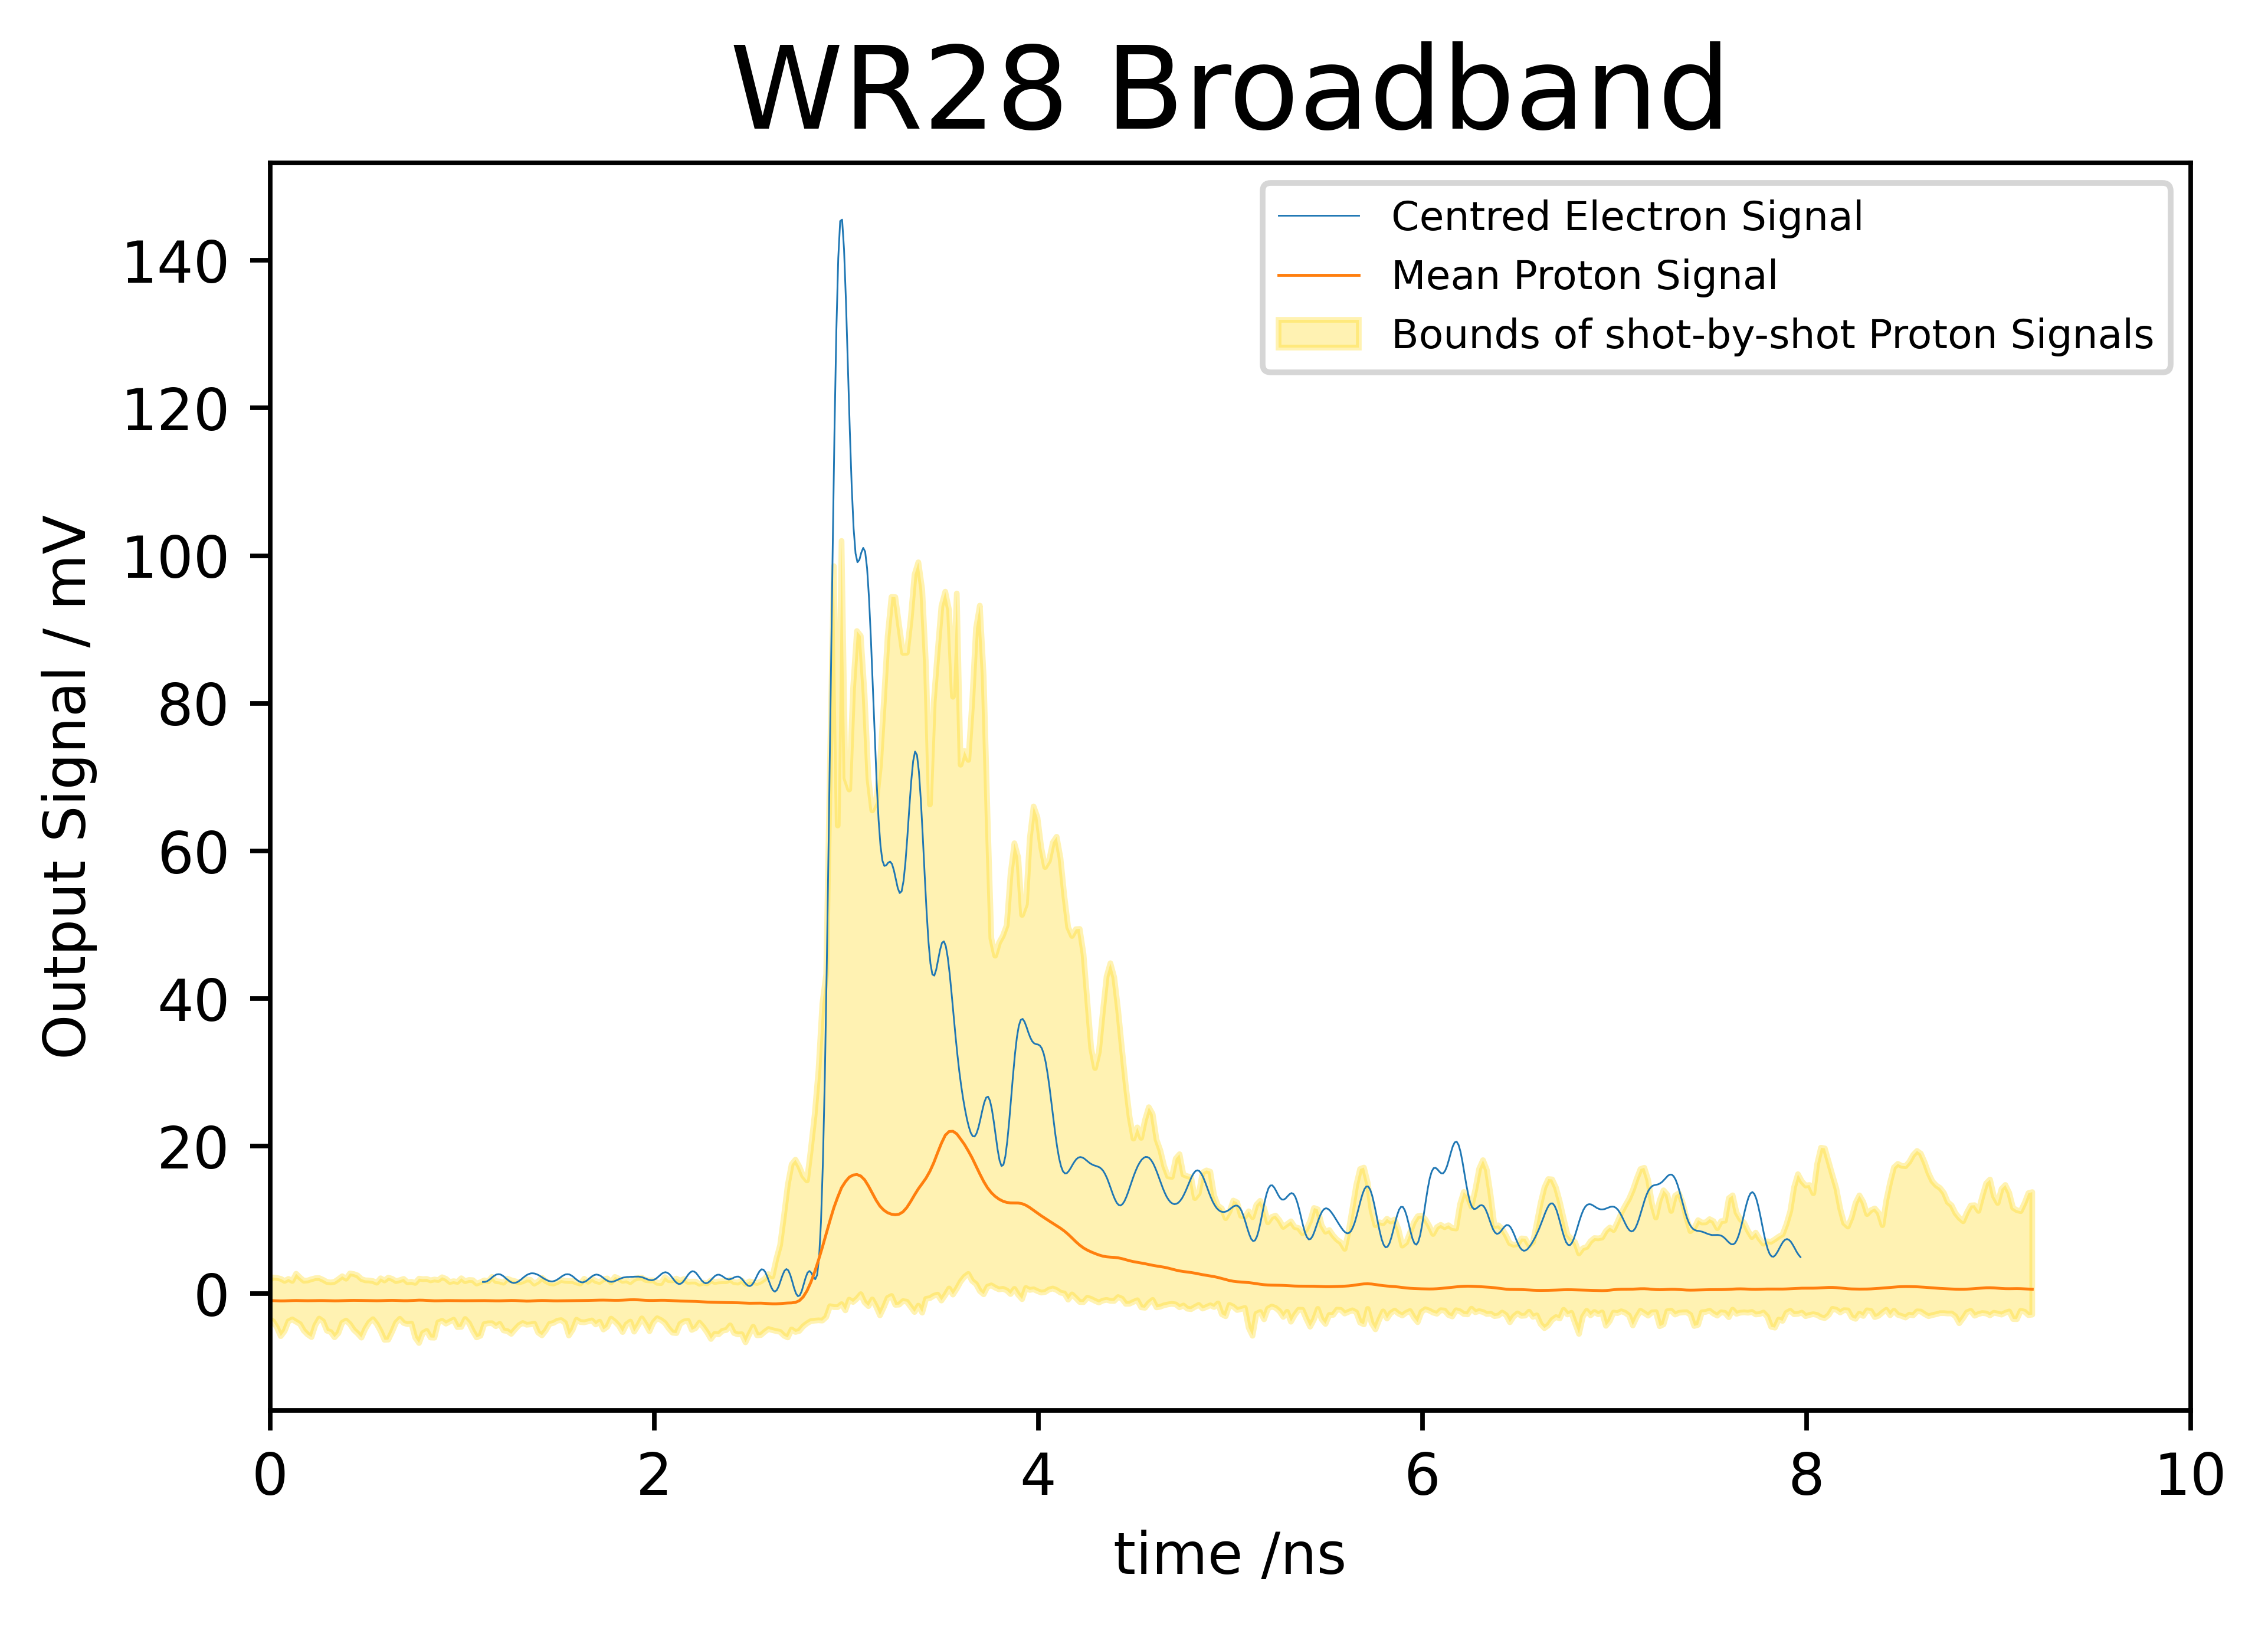 WR28 Broadband
Centred Electron Signal
Mean Proton Signal
Bounds of shot-by-shot Proton Signals
Output Signal / mV
140
120
100
80
60
40
20
0
0 2 4 6 8 10
time /ns